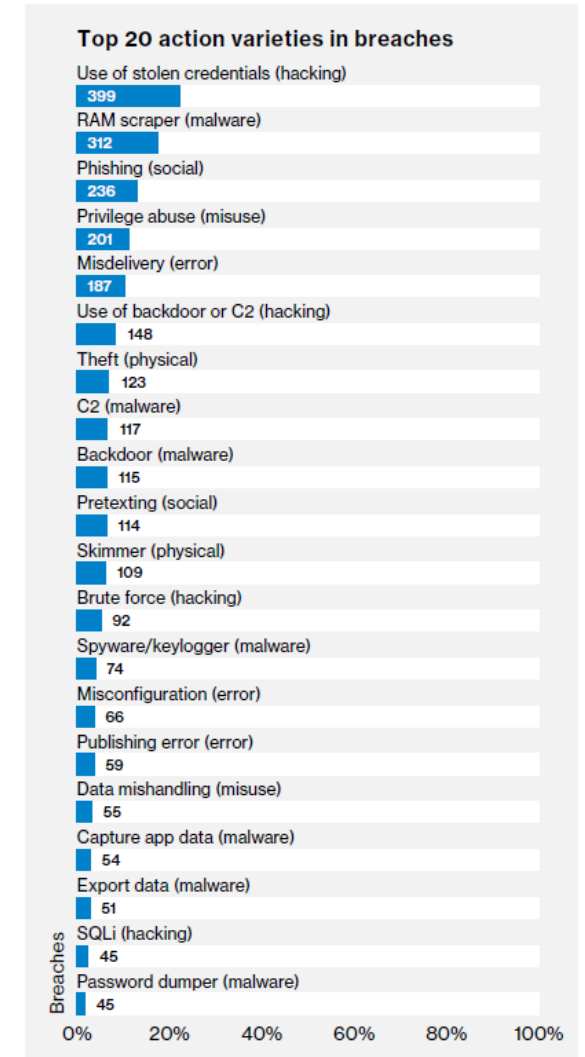 Top 20 action varieties in breaches
Use of stolen credentials (hacking)
399
RAM scraper (malware)
312
Phishing (social)
236
Privilege abuse (misuse)
201
Misdelivery (error)
187
Use of backdoor or C2 (hacking)
148
Theft (physical)
123
C2 (malware)
117
Backdoor (malware)
115
Pretexting (social)
114
Skimmer (physical)
109
Brute force (hacking)
92
Spyware/keylogger (malware)
74
Misconfiguration (error)
66
Publishing error (error)
59
Data mishandling (misuse)
55
Capture app data (malware)
54
Export data (malware)
51
SQLi (hacking)
45
Password dumper (malware)
45
Breaches
0% 20% 40% 60% 80% 100%